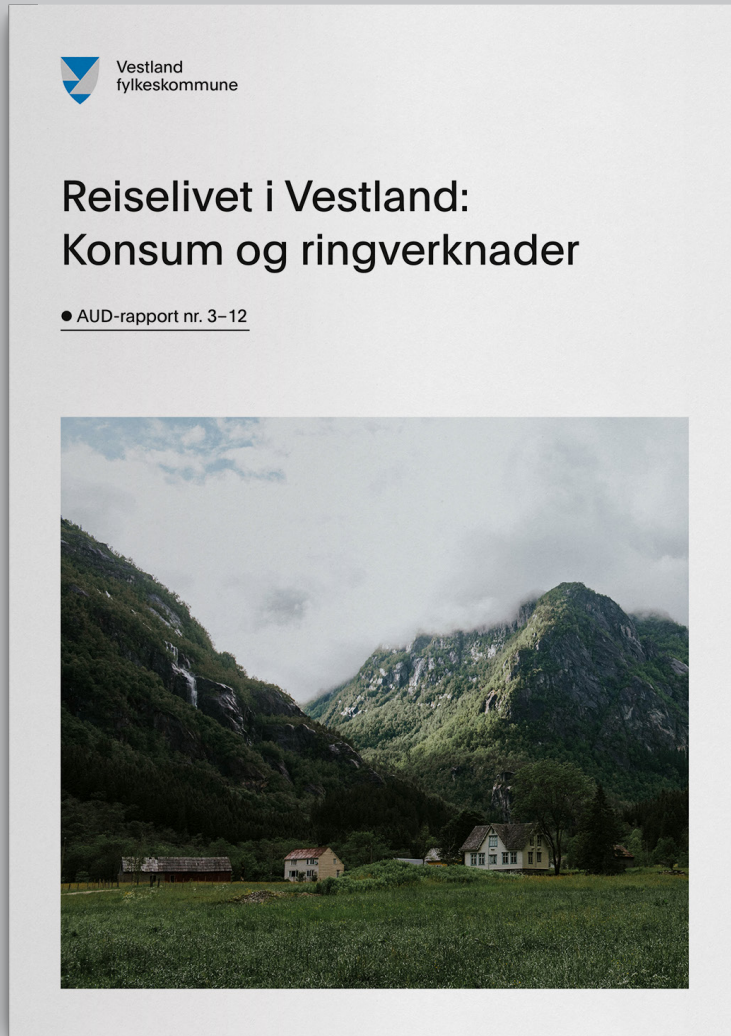 Vestland
fylkeskommune
Reiselivet i Vestland:
Konsum og ringverknader
● AUD-rapport nr. 3–12